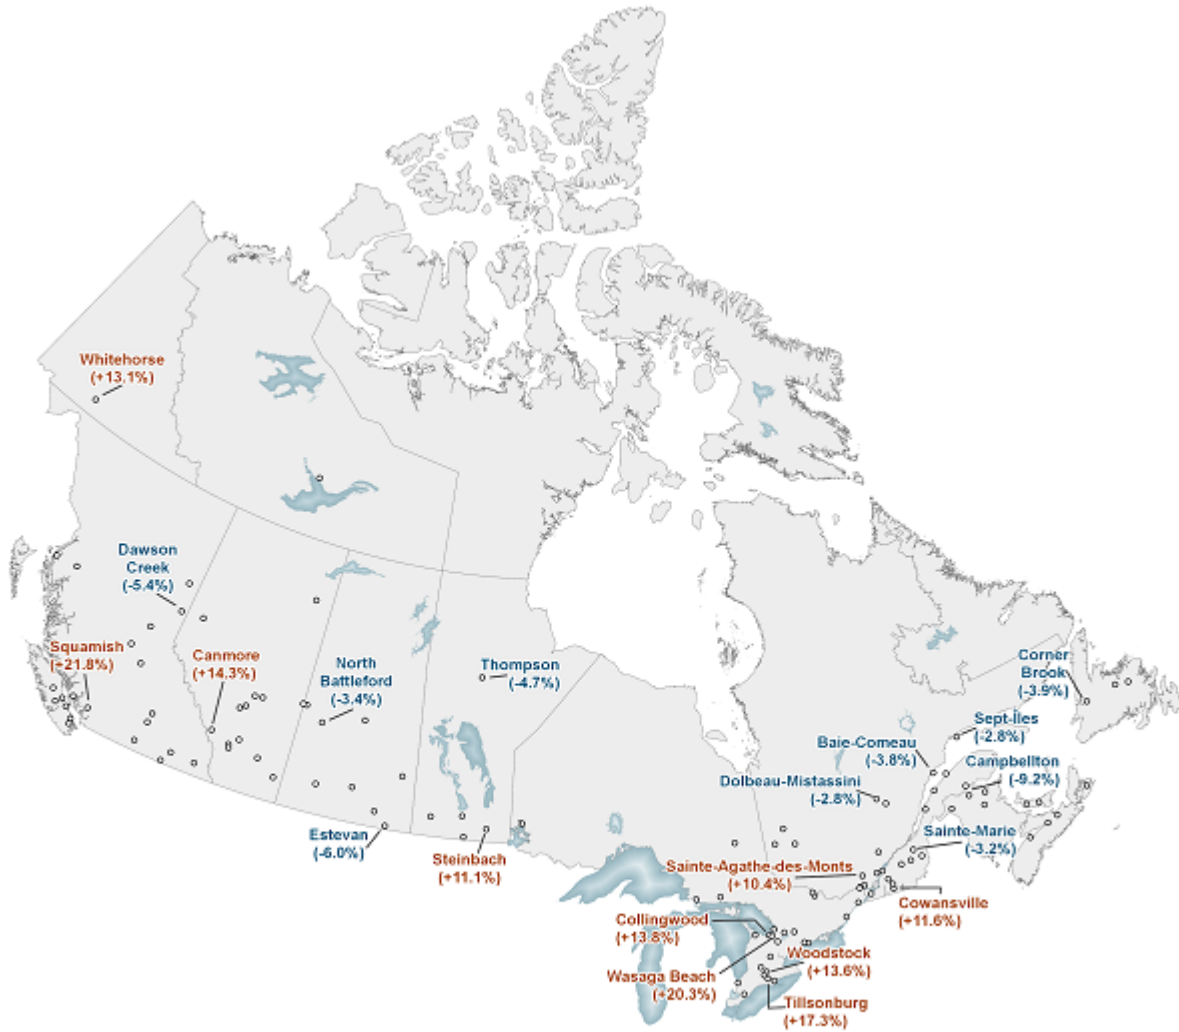 Whitehorse
(+13.1%)
Dawson
Creek
(-5.4%)
Squamish
(+21.8%)
Canmore
(+14.3%)
North
Battleford
(-3.4%)
Thompson
(-4.7%)
Corner
Brook
(-3.9%)
Sept-Îles
(-2.8%)
Baie-Comeau
(-3.8%)
Campbellton
(-9.2%)
Dolbeau-Mistassini
(-2.8%)
Sainte-Marie
(-3.2%)
Estevan
(-6.0%)
Steinbach
(+11.1%)
Sainte-Agathe-des-Monts
(+10.4%)
Cowansville
(+11.6%)
Collingwood
(+13.8%)
Woodstock
(+13.6%)
Wasaga Beach
(+20.3%)
Tillsonburg
(+17.3%)